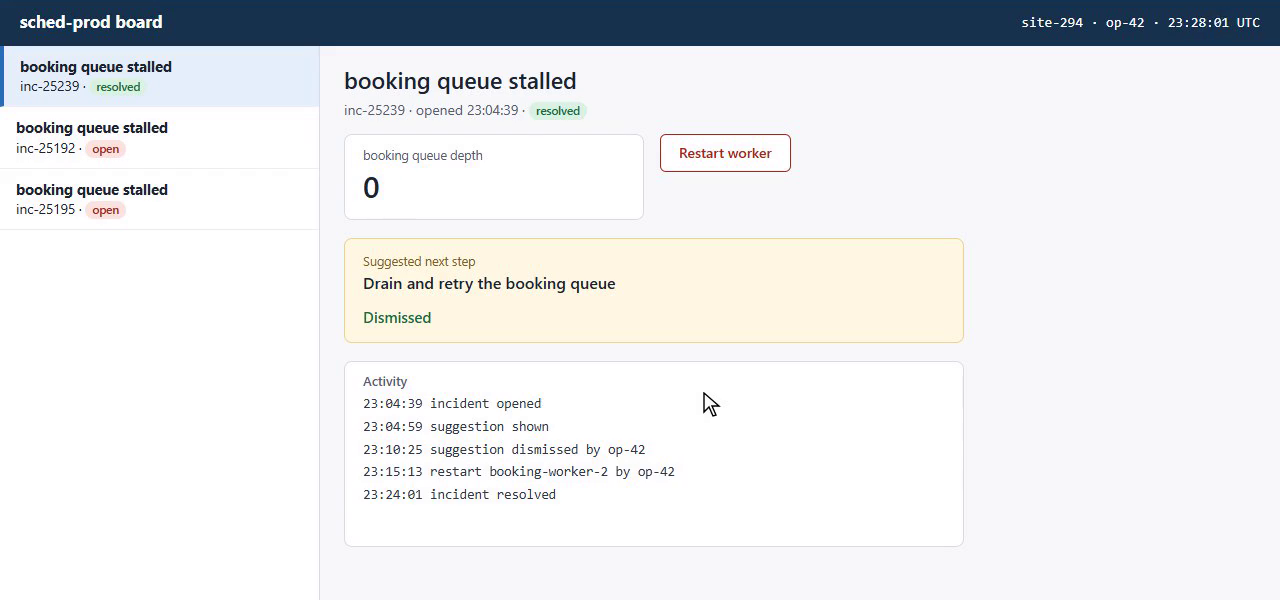 sched-prod board
site-294 · op-42 · 23:28:01 UTC
booking queue stalled
inc-25239 · resolved
booking queue stalled
inc-25192 · open
booking queue stalled
inc-25195 · open
booking queue stalled
inc-25239 · opened 23:04:39 · resolved
booking queue depth
0
Restart worker
Suggested next step
Drain and retry the booking queue
Dismissed
Activity
23:04:39 incident opened
23:04:59 suggestion shown
23:10:25 suggestion dismissed by op-42
23:15:13 restart booking-worker-2 by op-42
23:24:01 incident resolved